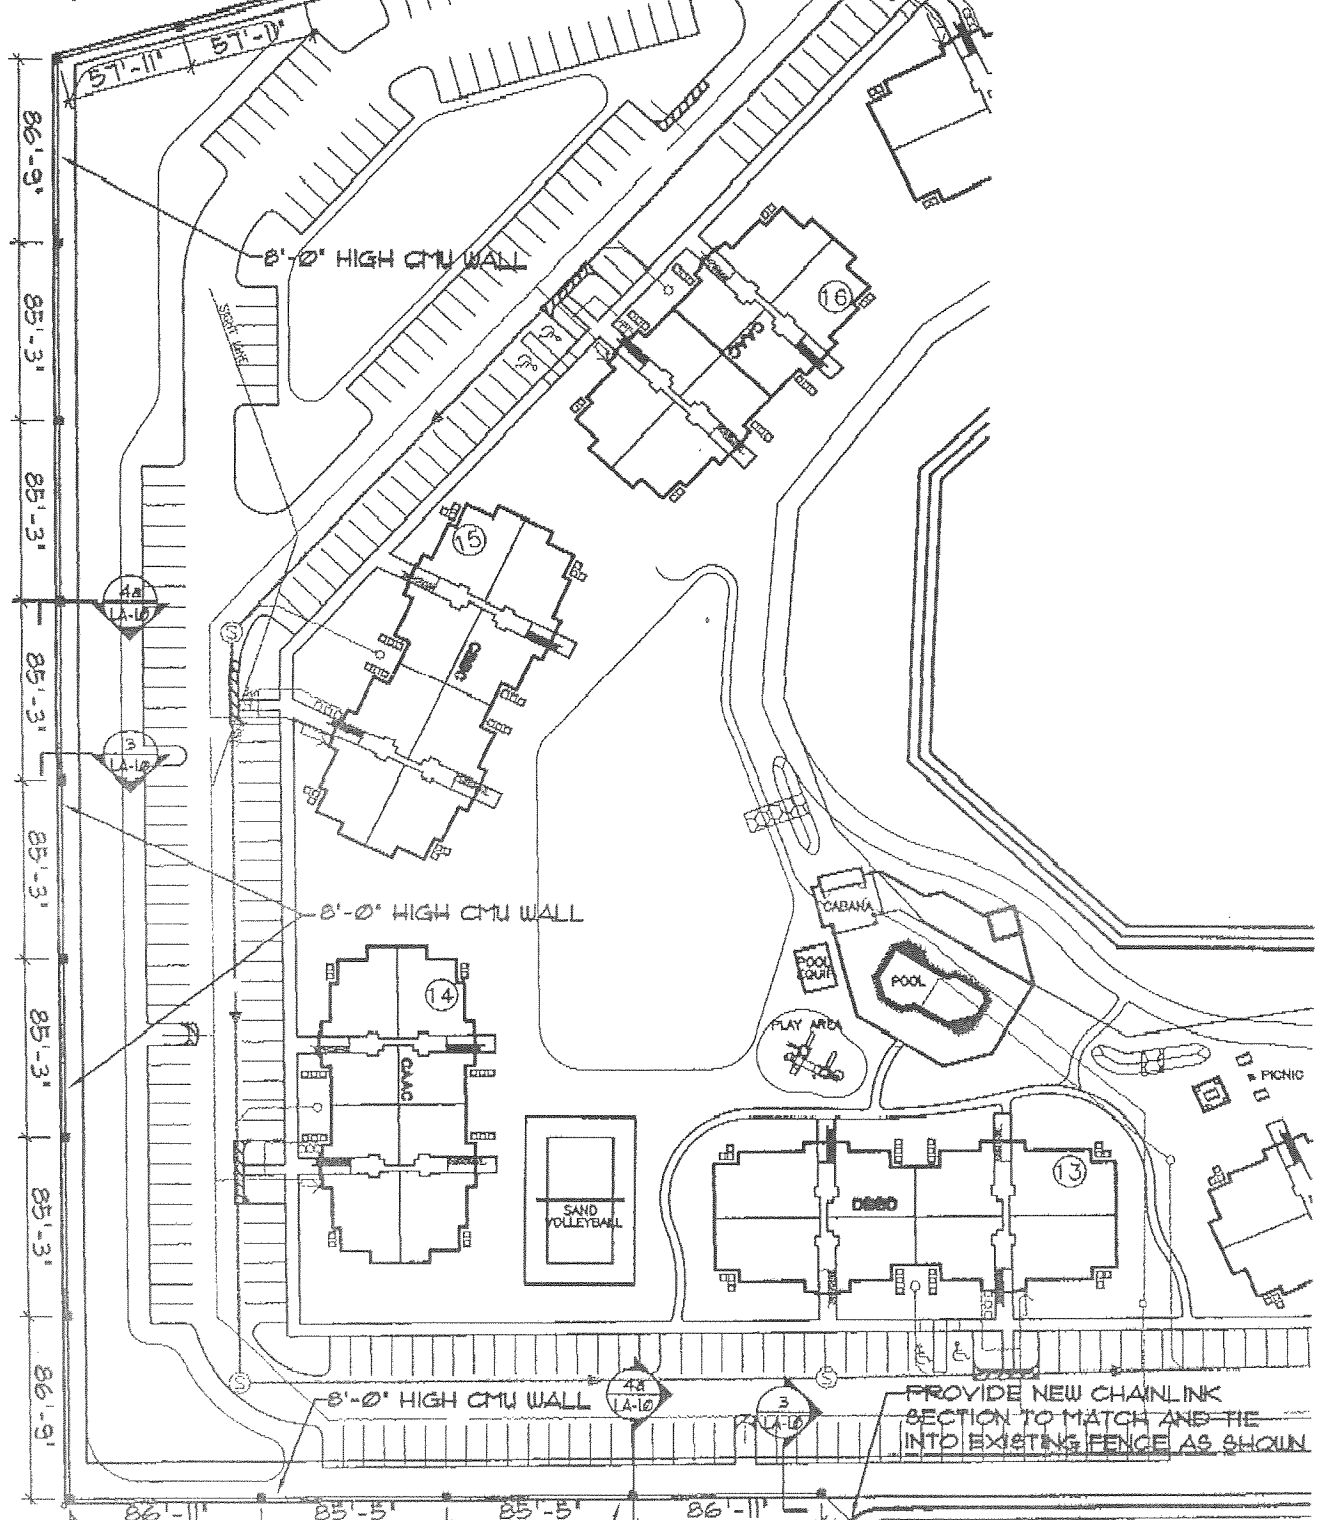 57'-11"
57'-11"
86'-9"
8'-0" HIGH CMU WALL
16
CAAC
85'-3"
SIGHT LINE
85'-3"
15
4a
LA-10
85'-3"
3
LA-10
85'-3"
8'-0" HIGH CMU WALL
CABANA
POOL
EQUIP
POOL
14
PLAY AREA
85'-3"
CAAC
PICNIC
13
85'-3"
SAND
VOLLEYBALL
S
S
86'-9"
8'-0" HIGH CMU WALL
4a
LA-10
3
LA-10
S
PROVIDE NEW CHAINLINK
SECTION TO MATCH AND TIE
INTO EXISTING FENCE AS SHOWN
86'-11"
85'-5"
85'-5"
86'-11"